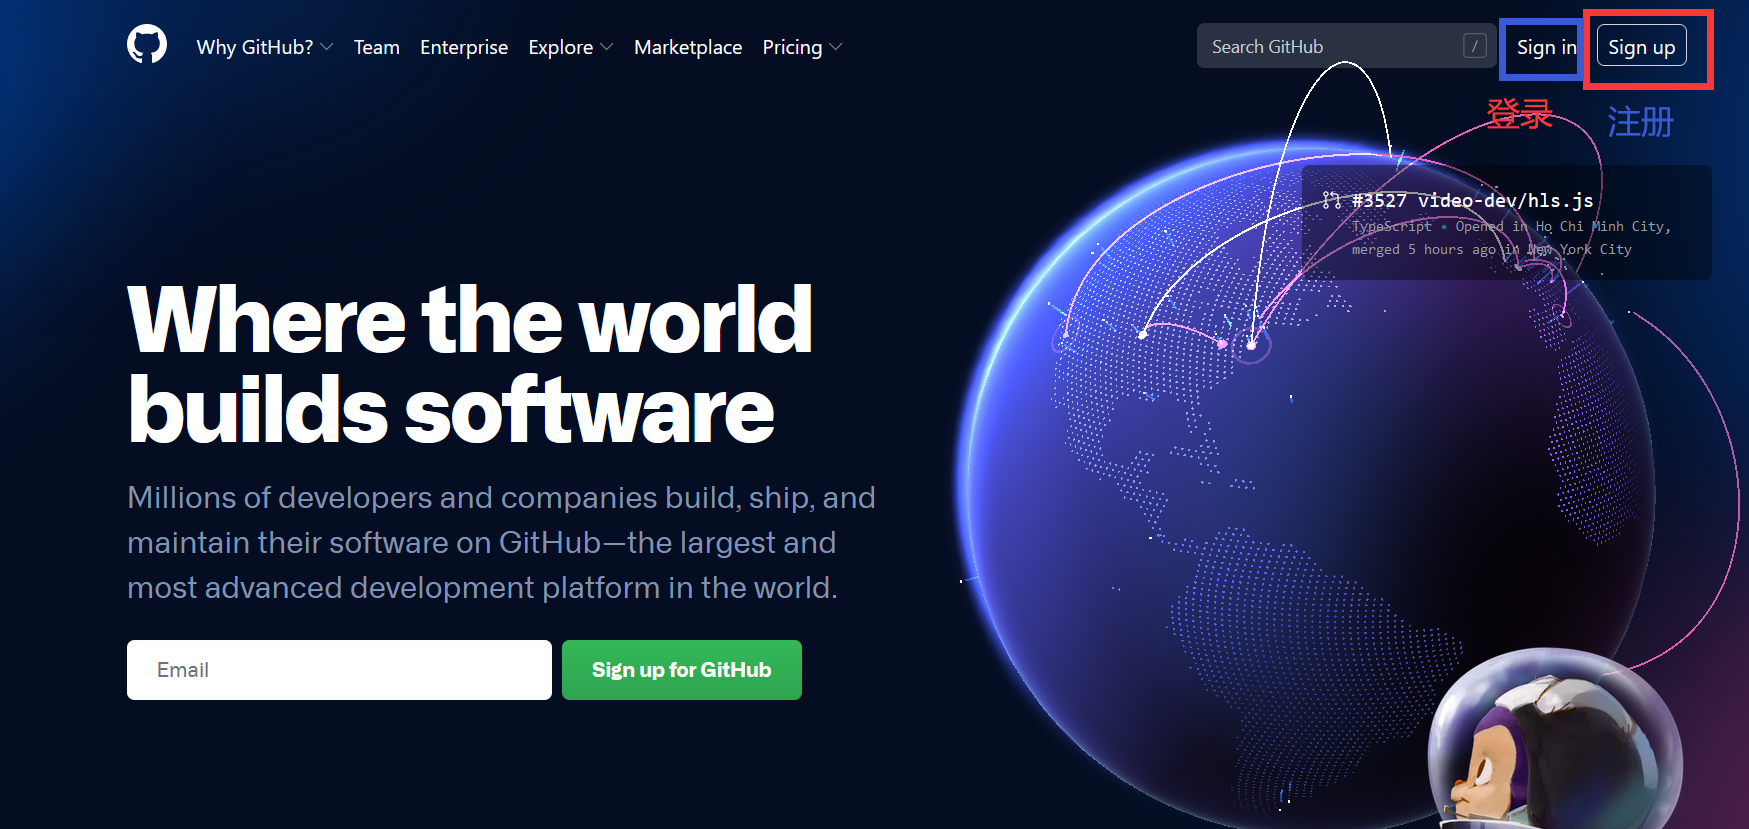 Why GitHub? Team Enterprise Explore Marketplace Pricing Search GitHub / Sign in Sign up
登录 注册
#3527 video-dev/hls.js
TypeScript • Opened in Ho Chi Minh City,
merged 5 hours ago in New York City
Where the world
builds software
Millions of developers and companies build, ship, and
maintain their software on GitHub—the largest and
most advanced development platform in the world.
Email Sign up for GitHub